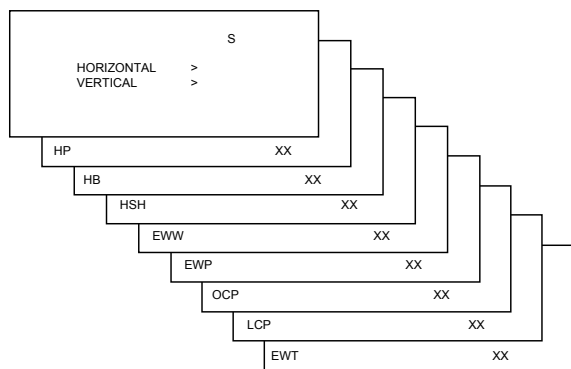 S
HORIZONTAL >
VERTICAL >
HP XX
HB XX
HSH XX
EWW XX
EWP XX
OCP XX
LCP XX
EWT XX